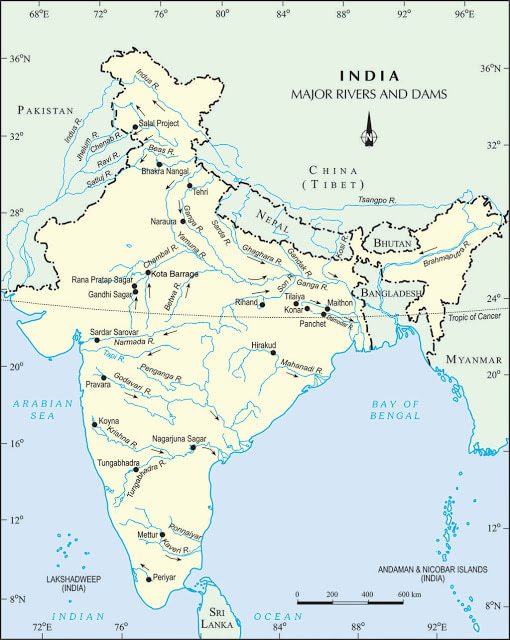 68° 72° 76° 80° 84° 88° 92° 96°E
36°N
36°N
INDIA
MAJOR RIVERS AND DAMS
Indus R.
PAKISTAN
Salal Project
Indus R.
Jhelum R.
Chenab R.
32°
32°
Ravi R.
Beas R.
Satluj R.
Bhakra Nangal
CHINA
(TIBET)
Tehri
Tsangpo R.
28°
28°
Naraura
Ganga R.
Sarda R.
NEPAL
Kosi R.
BHUTAN
Brahmaputra R.
Yamuna R.
Ghaghara R.
Gandak R.
Chambal R.
Kota Barrage
Rana Pratap Sagar
Gandhi Sagar
Betwa R.
Son R.
Ganga R.
BANGLADESH
24°
24°
Rihand
Tilaiya
Maithon
Konar
Panchet
Damodar R.
Tropic of Cancer
Sardar Sarovar
Narmada R.
Tapi R.
Hirakud
Mahanadi R.
MYANMAR
20°
20°
Penganga R.
Pravara
Godavari R.
ARABIAN
SEA
BAY OF
BENGAL
Koyna
Krishna R.
Nagarjuna Sagar
16°
16°
Tungabhadra
Tungabhadra R.
12°
12°
Mettur
Ponnaiyar
Kaveri R.
LAKSHADWEEP
(INDIA)
Periyar
ANDAMAN & NICOBAR ISLANDS
(INDIA)
8°N
8°N
SRI
LANKA
0 200 400 600 km
INDIAN OCEAN
72°E 76° 80° 84° 88° 92°E